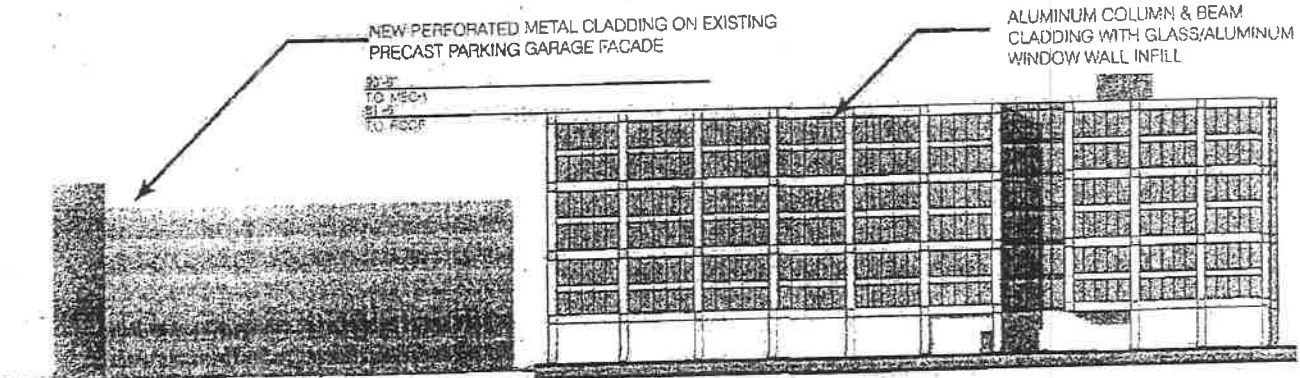 NEW PERFORATED METAL CLADDING ON EXISTING
PRECAST PARKING GARAGE FACADE
ALUMINUM COLUMN & BEAM
CLADDING WITH GLASS/ALUMINUM
WINDOW WALL INFILL
T.O. MECH
T.O. ROOF